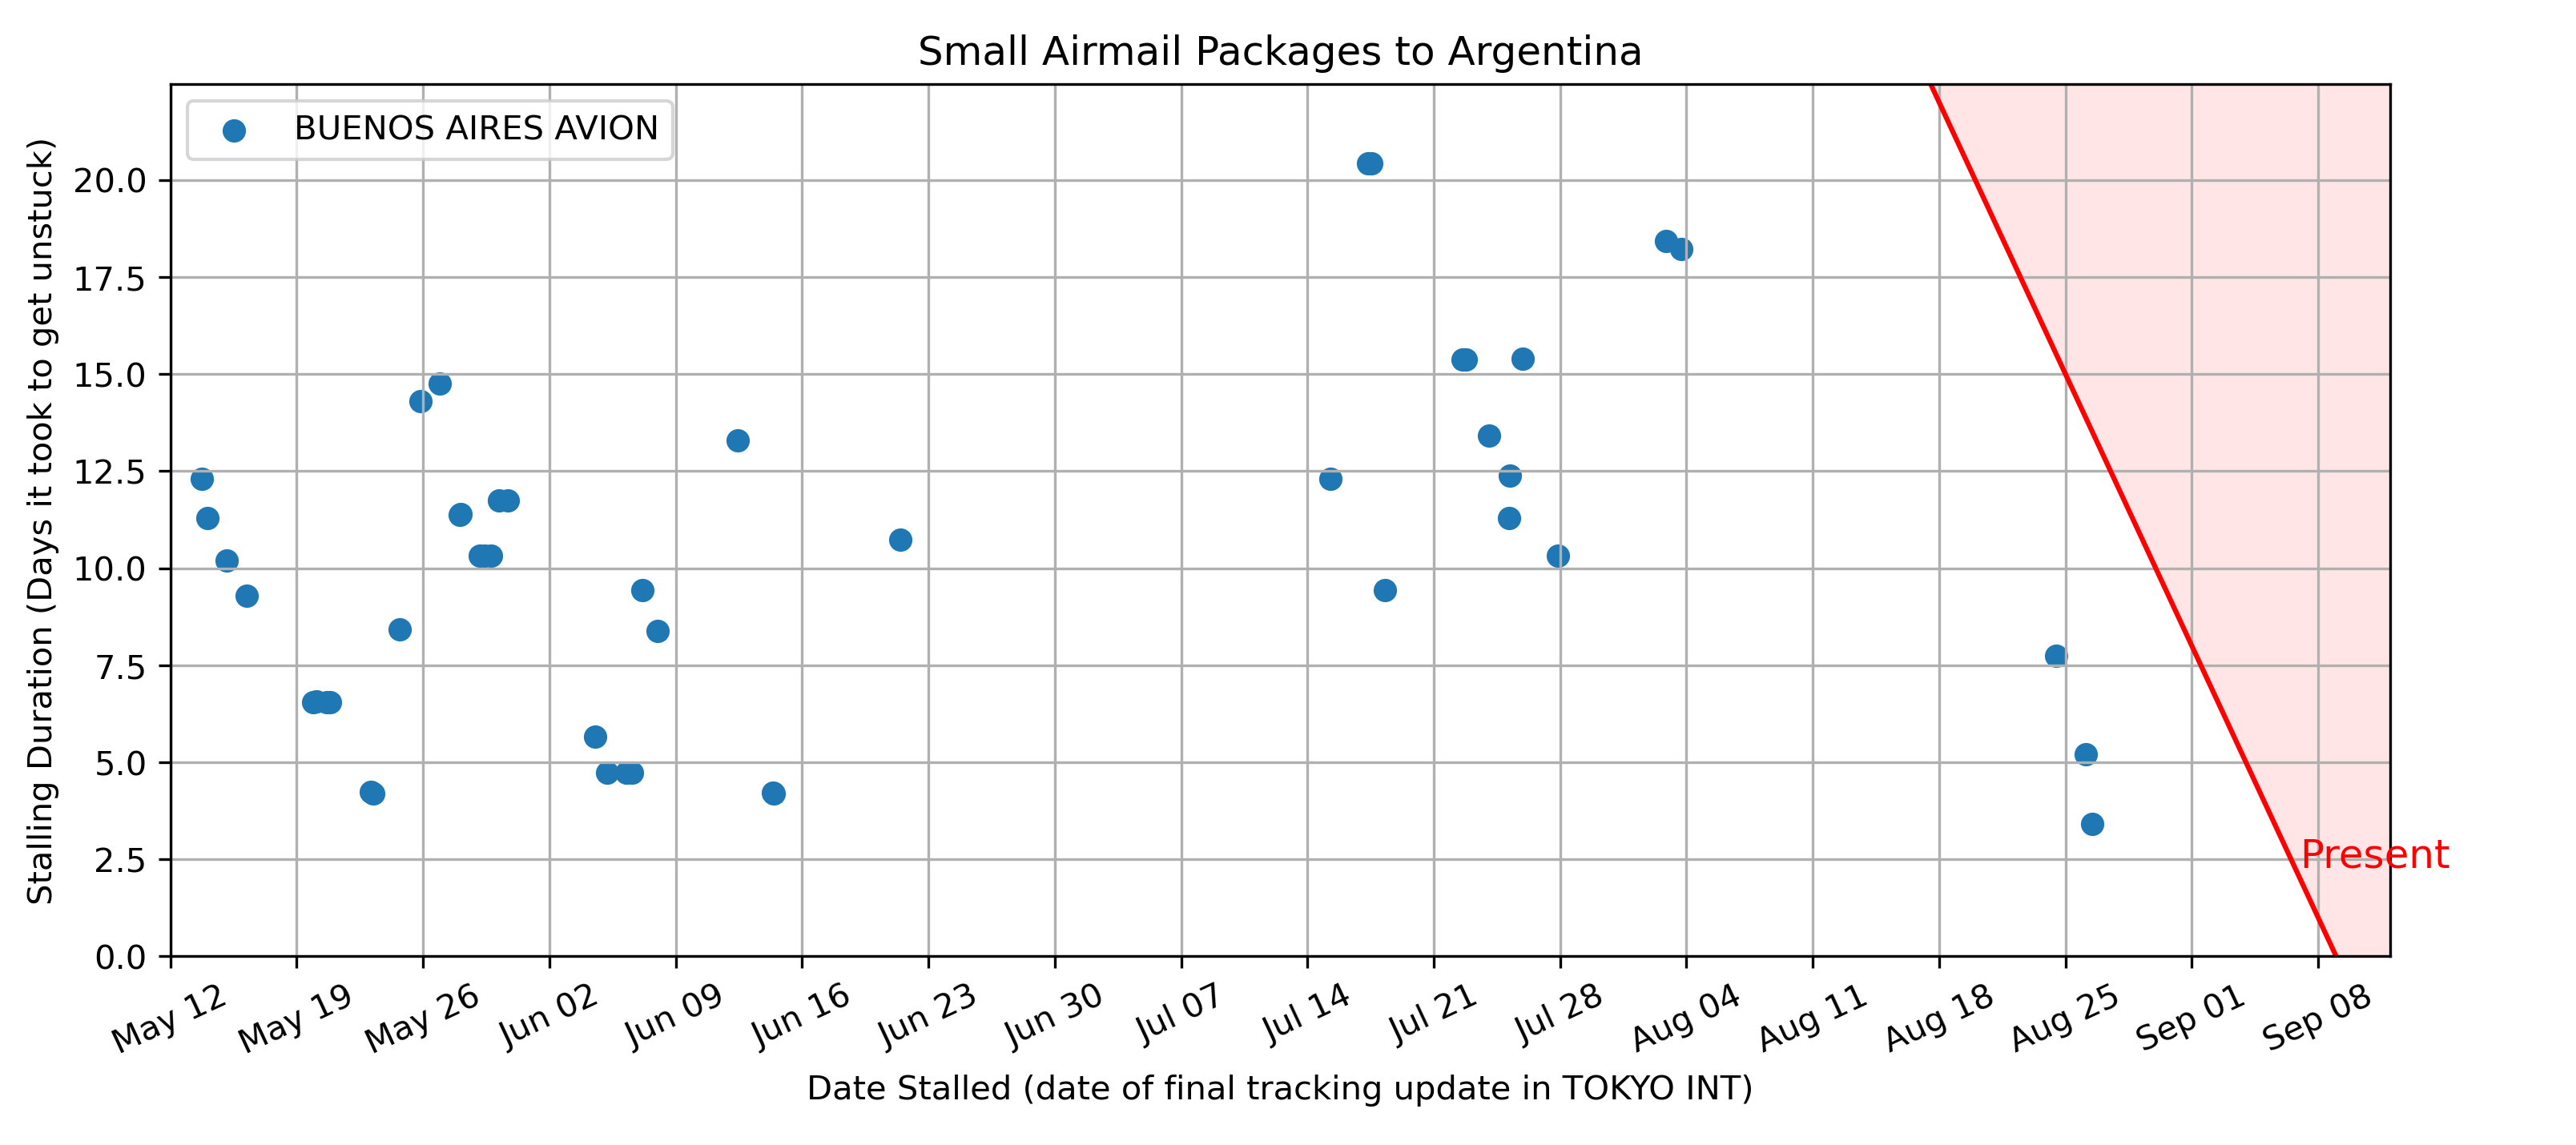 Small Airmail Packages to Argentina
BUENOS AIRES AVION
Stalling Duration (Days it took to get unstuck)
20.0
17.5
15.0
12.5
10.0
7.5
5.0
2.5
0.0
Present
May 12
May 19
May 26
Jun 02
Jun 09
Jun 16
Jun 23
Jun 30
Jul 07
Jul 14
Jul 21
Jul 28
Aug 04
Aug 11
Aug 18
Aug 25
Sep 01
Sep 08
Date Stalled (date of final tracking update in TOKYO INT)